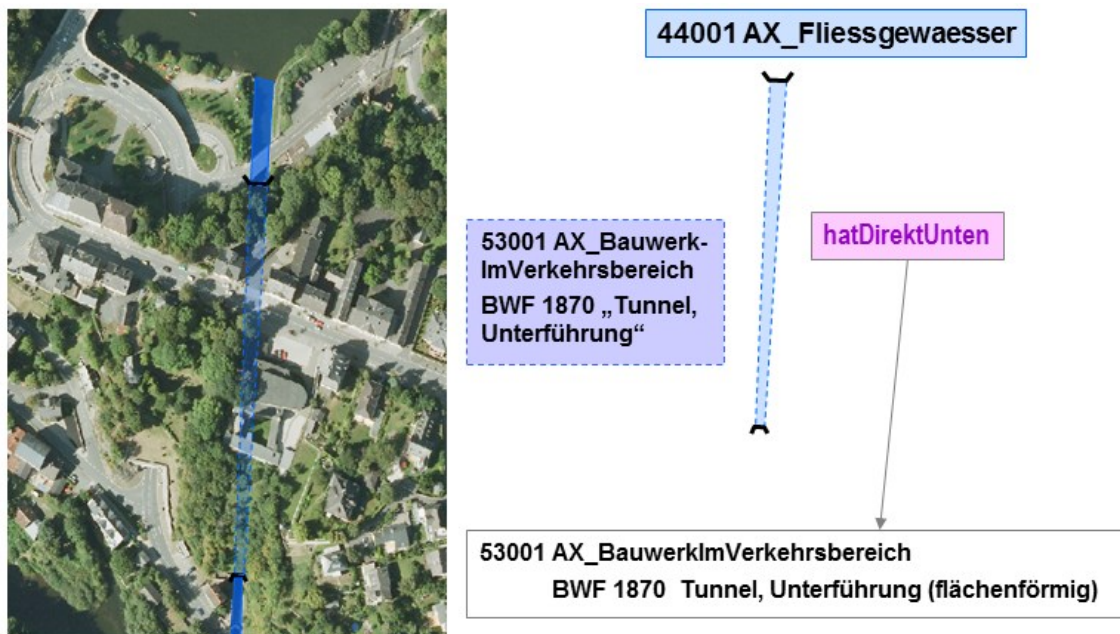 44001 AX_Fliessgewaesser
53001 AX_Bauwerk-
ImVerkehrsbereich
BWF 1870 „Tunnel,
Unterführung“
hatDirektUnten
53001 AX_BauwerkImVerkehrsbereich
BWF 1870 Tunnel, Unterführung (flächenförmig)